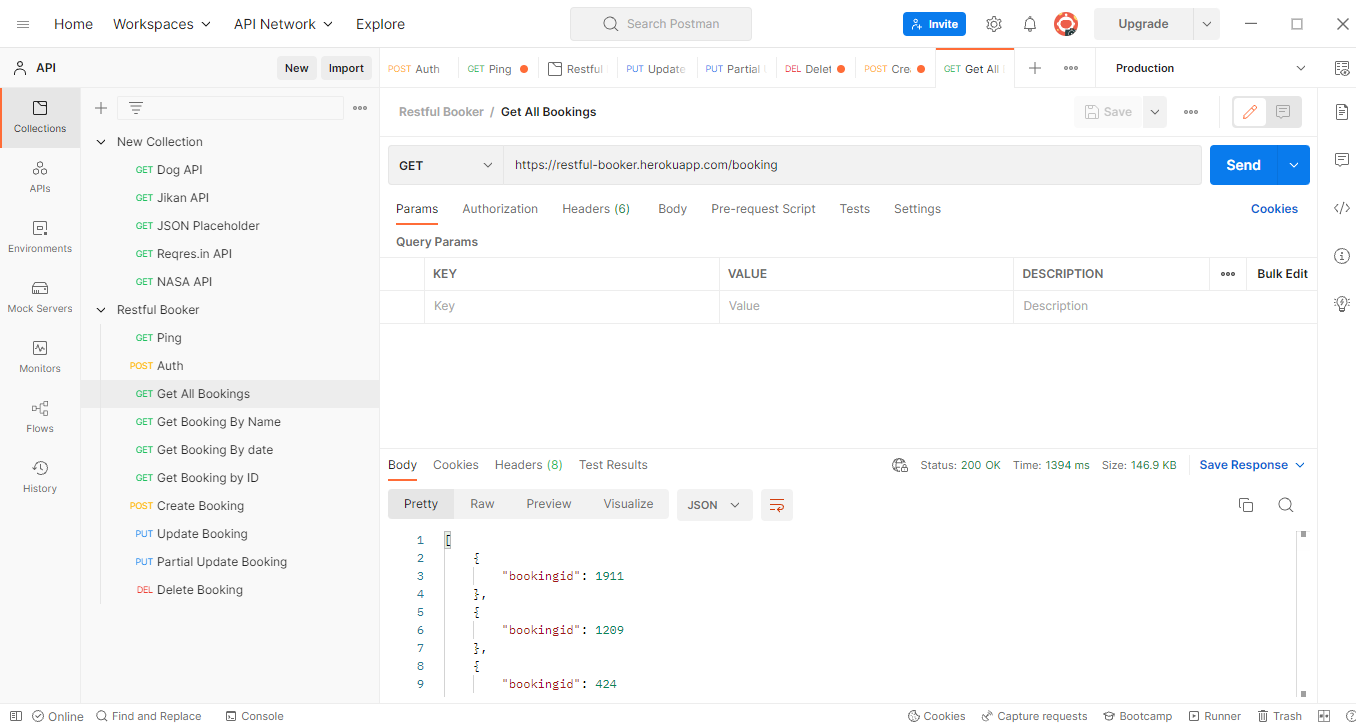 Home Workspaces API Network Explore Search Postman Invite Upgrade
API New Import POST Auth GET Ping Restful PUT Update PUT Partial DEL Delet POST Cre GET Get All Production
Restful Booker / Get All Bookings Save
Collections
APIs
Environments
Mock Servers
Monitors
Flows
History
New Collection
GET Dog API
GET Jikan API
GET JSON Placeholder
GET Reqres.in API
GET NASA API
Restful Booker
GET Ping
POST Auth
GET Get All Bookings
GET Get Booking By Name
GET Get Booking By date
GET Get Booking by ID
POST Create Booking
PUT Update Booking
PUT Partial Update Booking
DEL Delete Booking
GET https://restful-booker.herokuapp.com/booking Send
Params Authorization Headers (6) Body Pre-request Script Tests Settings Cookies
Query Params
KEY VALUE DESCRIPTION Bulk Edit
Key Value Description
Body Cookies Headers (8) Test Results Status: 200 OK Time: 1394 ms Size: 146.9 KB Save Response
Pretty Raw Preview Visualize JSON
1 [
2 {
3 "bookingid": 1911
4 },
5 {
6 "bookingid": 1209
7 },
8 {
9 "bookingid": 424
Online Find and Replace Console Cookies Capture requests Bootcamp Runner Trash